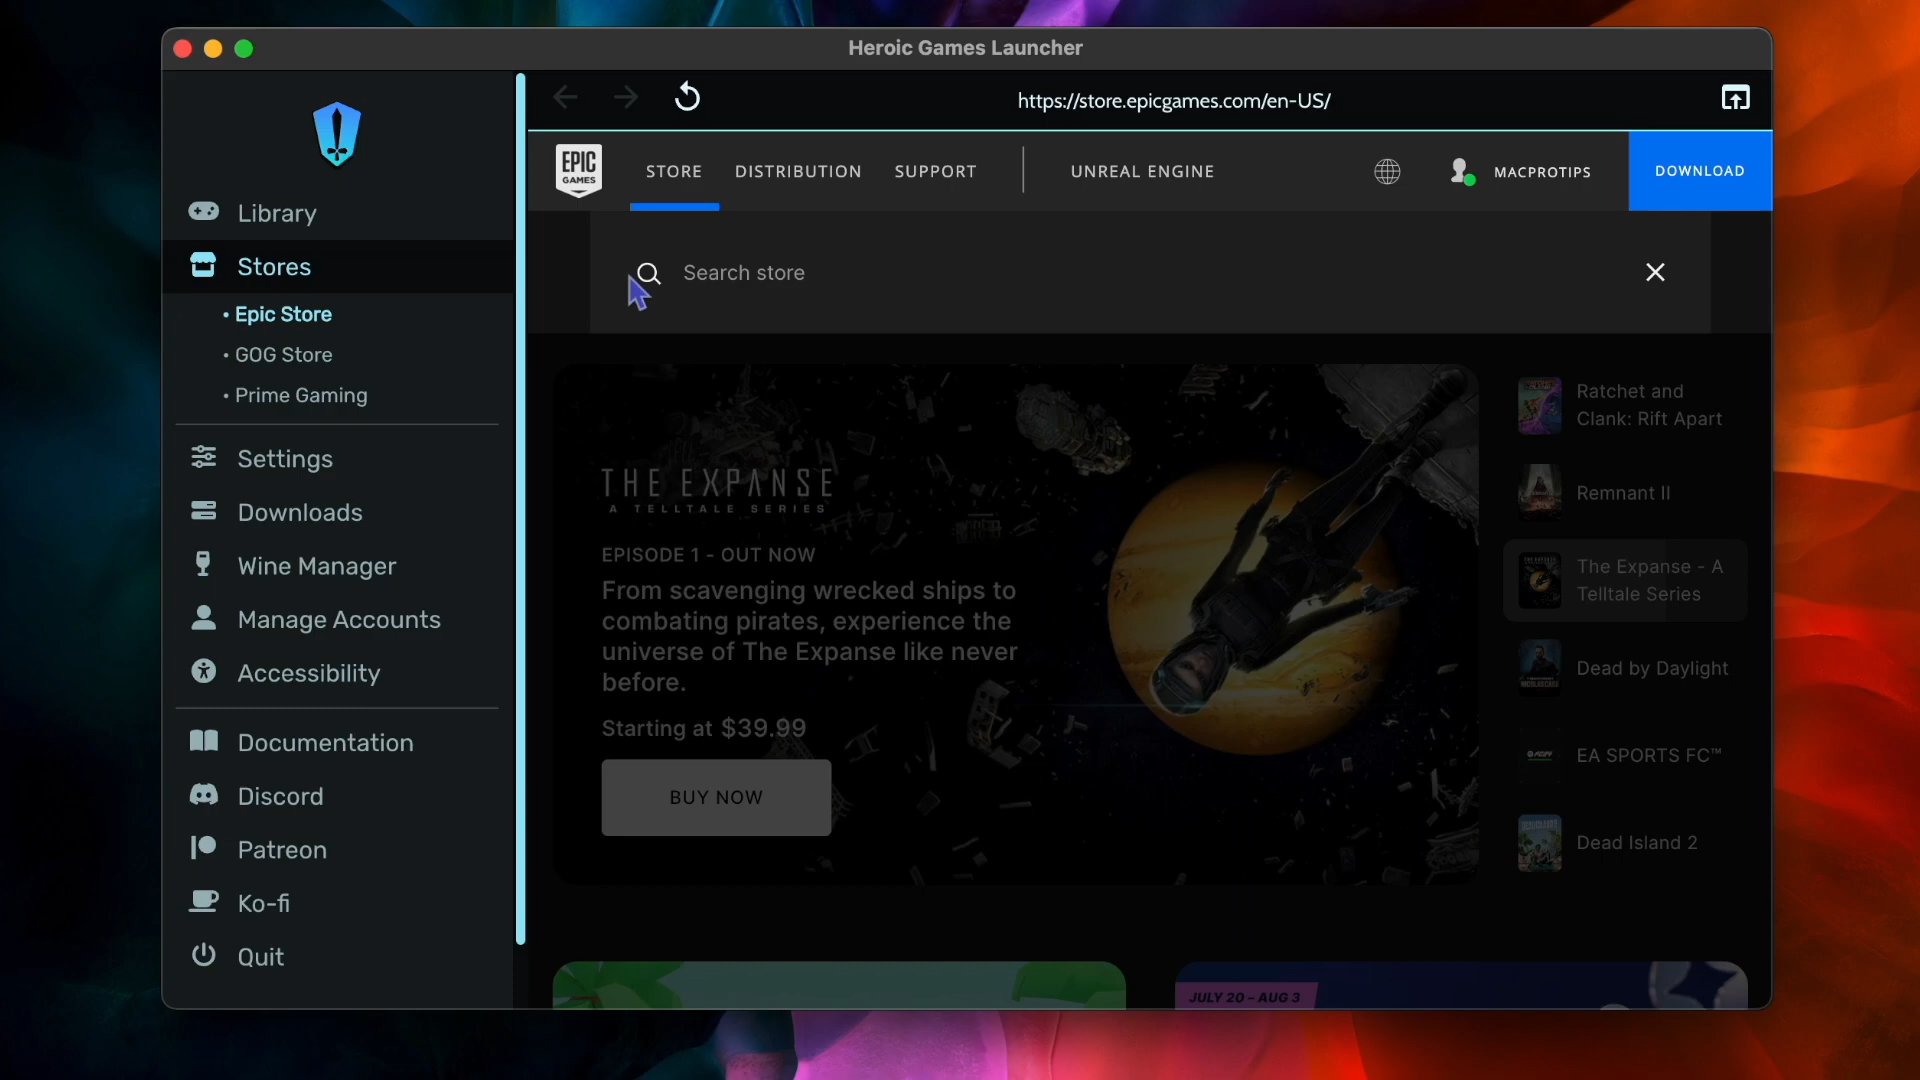 Heroic Games Launcher
https://store.epicgames.com/en-US/
Library
Stores
• Epic Store
• GOG Store
• Prime Gaming
Settings
Downloads
Wine Manager
Manage Accounts
Accessibility
Documentation
Discord
Patreon
Ko-fi
Quit
EPIC
GAMES
STORE
DISTRIBUTION
SUPPORT
UNREAL ENGINE
MACPROTIPS
DOWNLOAD
Search store
THE EXPANSE
A TELLTALE SERIES
EPISODE 1 - OUT NOW
From scavenging wrecked ships to
combating pirates, experience the
universe of The Expanse like never
before.
Starting at $39.99
BUY NOW
Ratchet and
Clank: Rift Apart
Remnant II
The Expanse - A
Telltale Series
Dead by Daylight
EA SPORTS FC™
Dead Island 2
JULY 20 – AUG 3